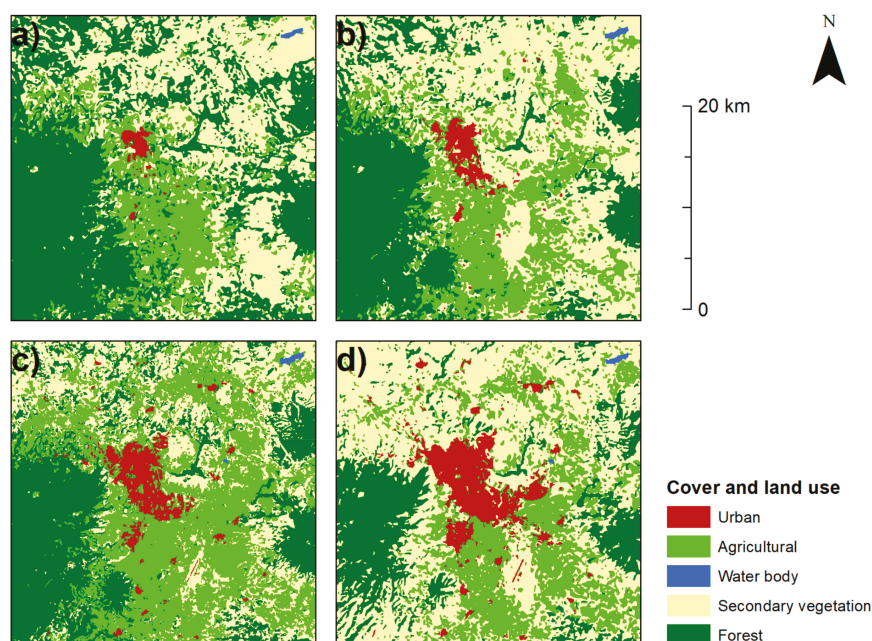 a)
b)
N
20 km
0
c)
d)
Cover and land use
Urban
Agricultural
Water body
Secondary vegetation
Forest